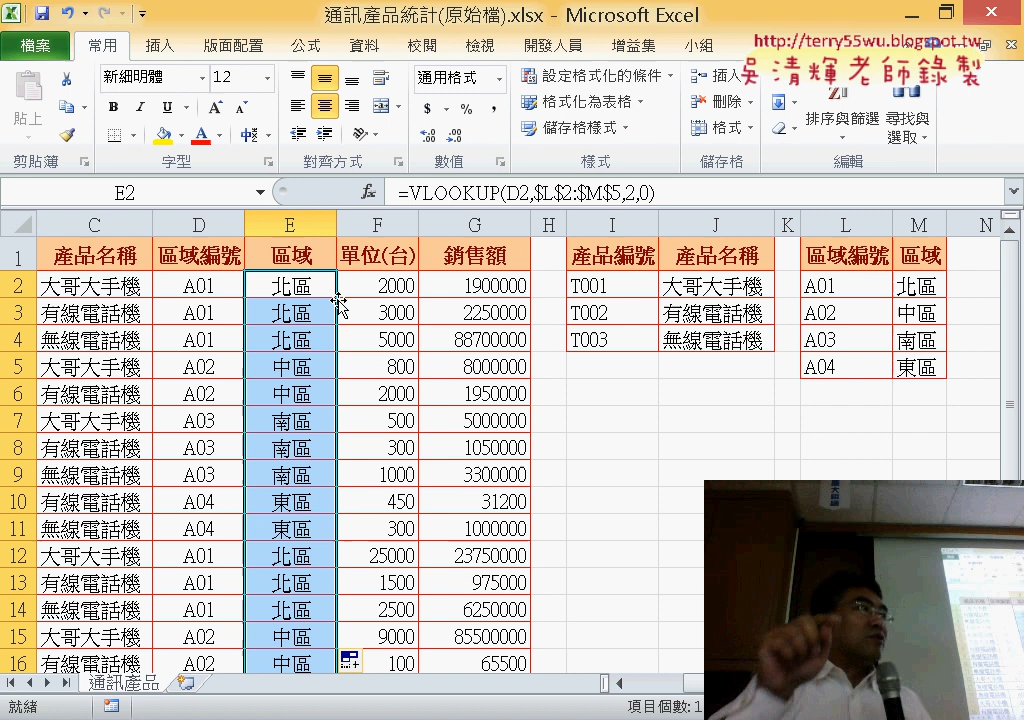 通訊產品統計(原始檔).xlsx - Microsoft Excel
檔案 常用 插入 版面配置 公式 資料 校閱 檢視 開發人員 增益集 小組
http://terry55wu.blogspot.tw
吳清輝老師錄製
貼上
新細明體 12
B I U A A
通用格式
$ % ,
設定格式化的條件
格式化為表格
儲存格樣式
插入
刪除
格式
排序與篩選 尋找與
選取
剪貼簿 字型 對齊方式 數值 樣式 儲存格 編輯
E2 fx =VLOOKUP(D2,$L$2:$M$5,2,0)
C D E F G H I J K L M N
1 產品名稱 區域編號 區域 單位(台) 銷售額 產品編號 產品名稱 區域編號 區域
2 大哥大手機 A01 北區 2000 1900000 T001 大哥大手機 A01 北區
3 有線電話機 A01 北區 3000 2250000 T002 有線電話機 A02 中區
4 無線電話機 A01 北區 5000 88700000 T003 無線電話機 A03 南區
5 大哥大手機 A02 中區 800 8000000 A04 東區
6 有線電話機 A02 中區 2000 1950000
7 大哥大手機 A03 南區 500 5000000
8 有線電話機 A03 南區 300 1050000
9 無線電話機 A03 南區 1000 3300000
10 有線電話機 A04 東區 450 31200
11 無線電話機 A04 東區 300 1000000
12 大哥大手機 A01 北區 25000 23750000
13 有線電話機 A01 北區 1500 975000
14 無線電話機 A01 北區 2500 6250000
15 大哥大手機 A02 中區 9000 85500000
16 有線電話機 A02 中區 100 65500
通訊產品
就緒 項目個數: 1